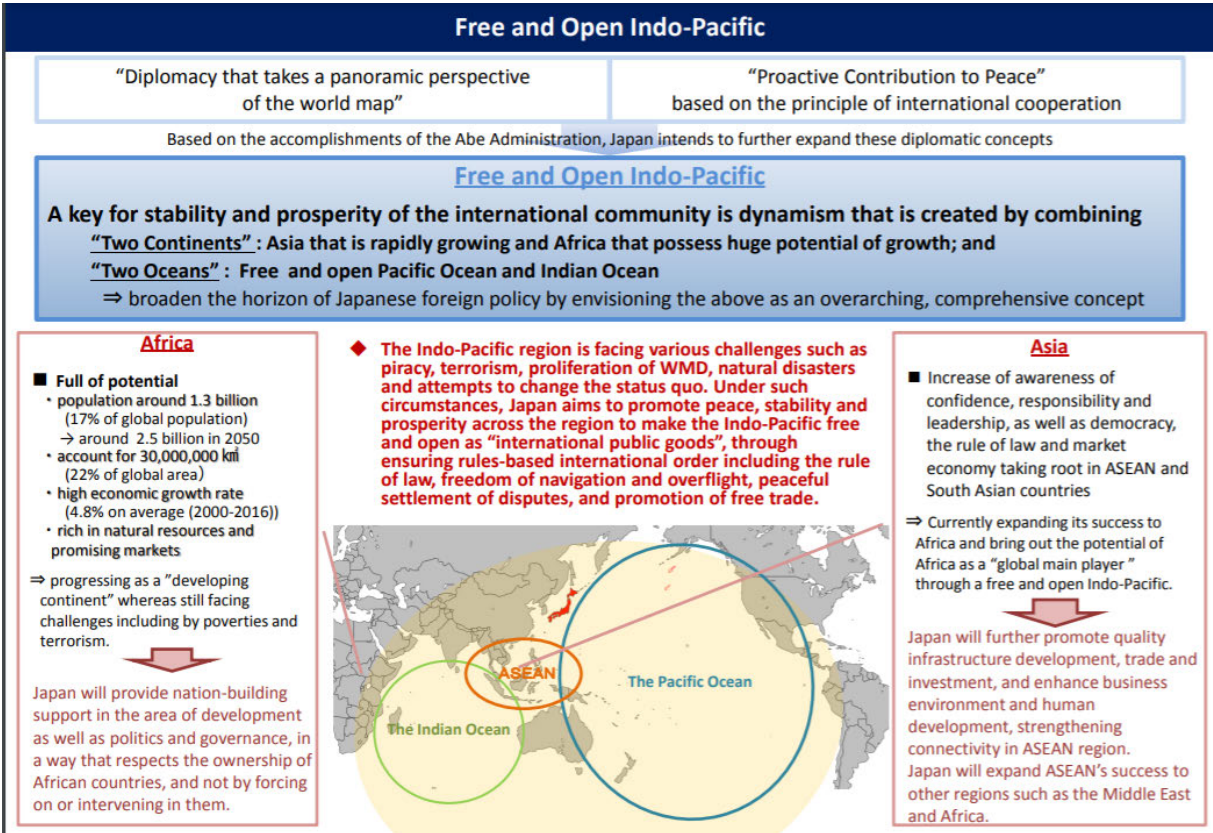 Free and Open Indo-Pacific
“Diplomacy that takes a panoramic perspective
of the world map”
“Proactive Contribution to Peace”
based on the principle of international cooperation
Based on the accomplishments of the Abe Administration, Japan intends to further expand these diplomatic concepts
Free and Open Indo-Pacific
A key for stability and prosperity of the international community is dynamism that is created by combining
“Two Continents” : Asia that is rapidly growing and Africa that possess huge potential of growth; and
“Two Oceans” : Free and open Pacific Ocean and Indian Ocean
⇒ broaden the horizon of Japanese foreign policy by envisioning the above as an overarching, comprehensive concept
Africa
■ Full of potential
・population around 1.3 billion
(17% of global population)
→ around 2.5 billion in 2050
・account for 30,000,000 ㎢
(22% of global area）
・high economic growth rate
(4.8% on average (2000-2016))
・rich in natural resources and
promising markets
⇒ progressing as a ”developing
continent” whereas still facing
challenges including by poverties and
terrorism.
Japan will provide nation-building
support in the area of development
as well as politics and governance, in
a way that respects the ownership of
African countries, and not by forcing
on or intervening in them.
◆ The Indo-Pacific region is facing various challenges such as
piracy, terrorism, proliferation of WMD, natural disasters
and attempts to change the status quo. Under such
circumstances, Japan aims to promote peace, stability and
prosperity across the region to make the Indo-Pacific free
and open as “international public goods”, through
ensuring rules-based international order including the rule
of law, freedom of navigation and overflight, peaceful
settlement of disputes, and promotion of free trade.
ASEAN
The Pacific Ocean
The Indian Ocean
Asia
■ Increase of awareness of
confidence, responsibility and
leadership, as well as democracy,
the rule of law and market
economy taking root in ASEAN and
South Asian countries
⇒ Currently expanding its success to
Africa and bring out the potential of
Africa as a “global main player ”
through a free and open Indo-Pacific.
Japan will further promote quality
infrastructure development, trade and
investment, and enhance business
environment and human
development, strengthening
connectivity in ASEAN region.
Japan will expand ASEAN’s success to
other regions such as the Middle East
and Africa.